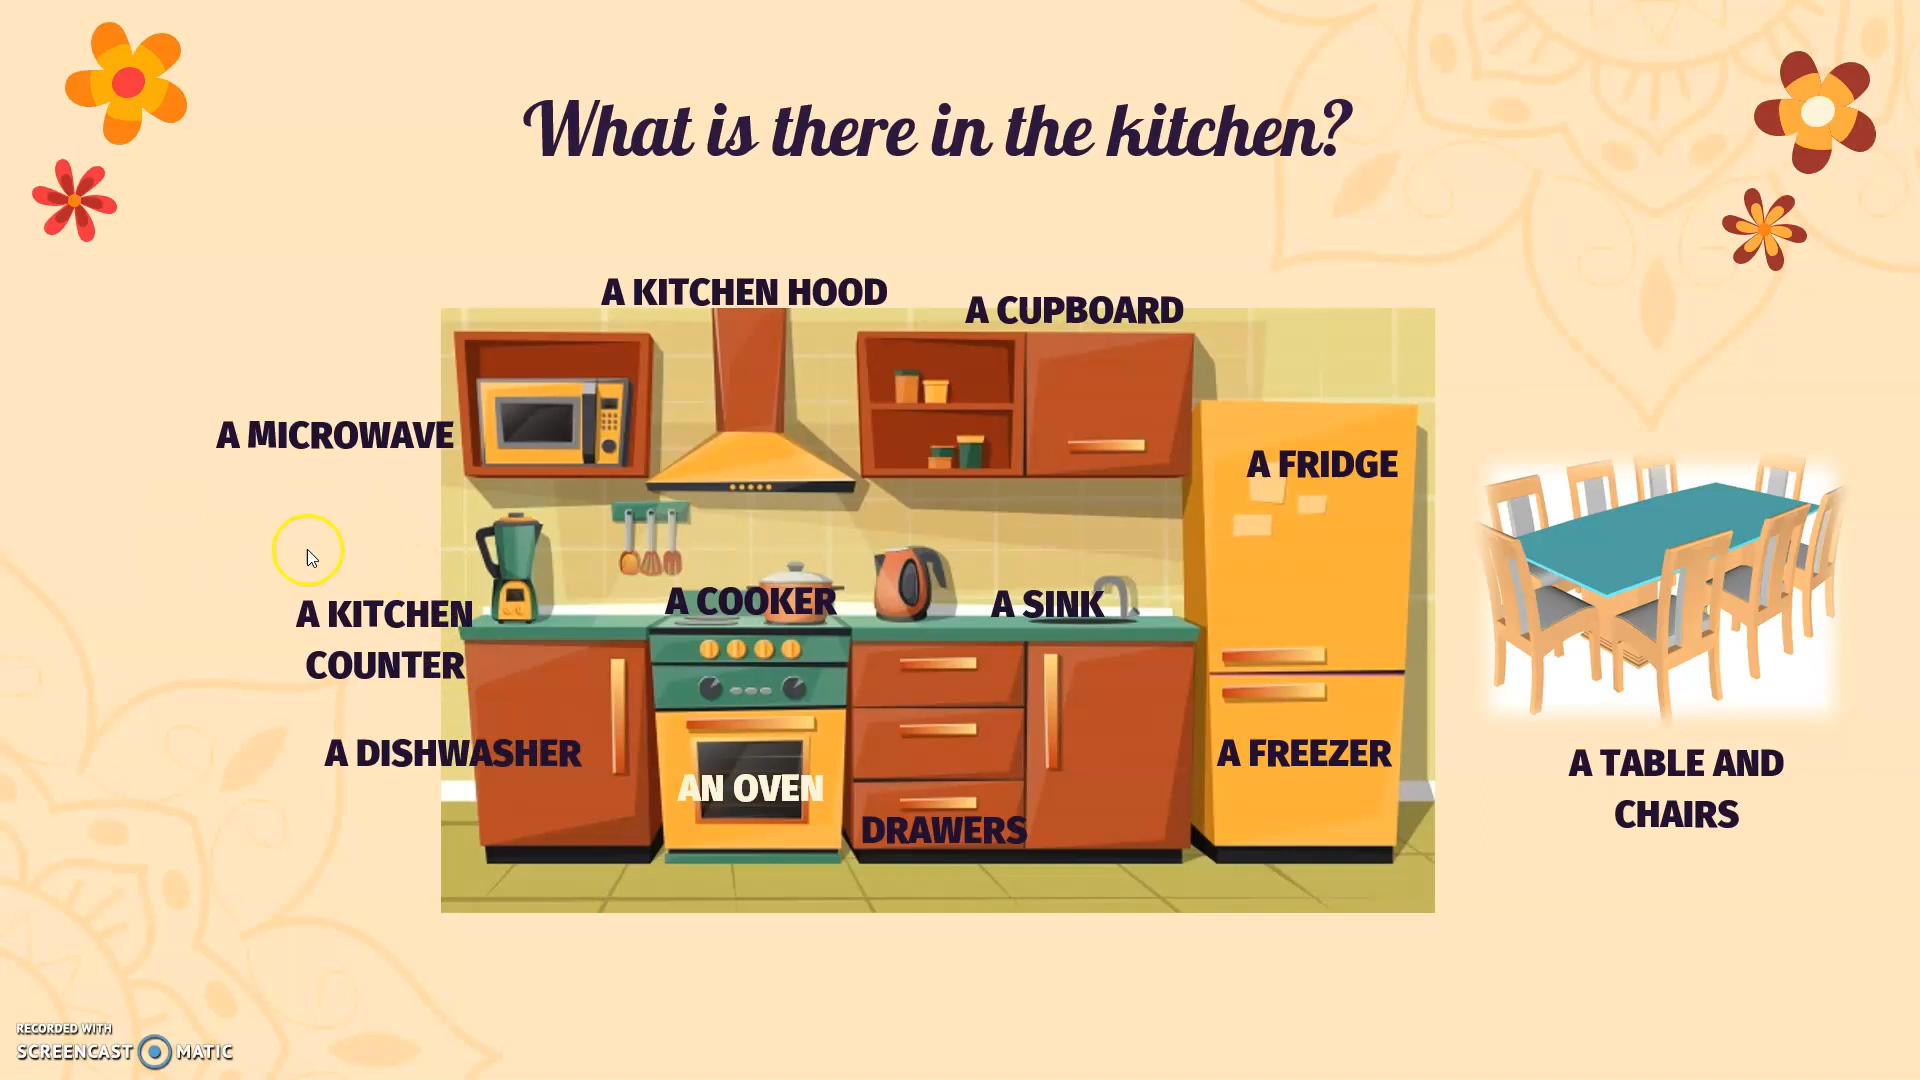 What is there in the kitchen?
A KITCHEN HOOD
A CUPBOARD
A MICROWAVE
A FRIDGE
A COOKER
A SINK
A KITCHEN
COUNTER
A DISHWASHER
A FREEZER
A TABLE AND
CHAIRS
AN OVEN
DRAWERS
RECORDED WITH
SCREENCAST MATIC